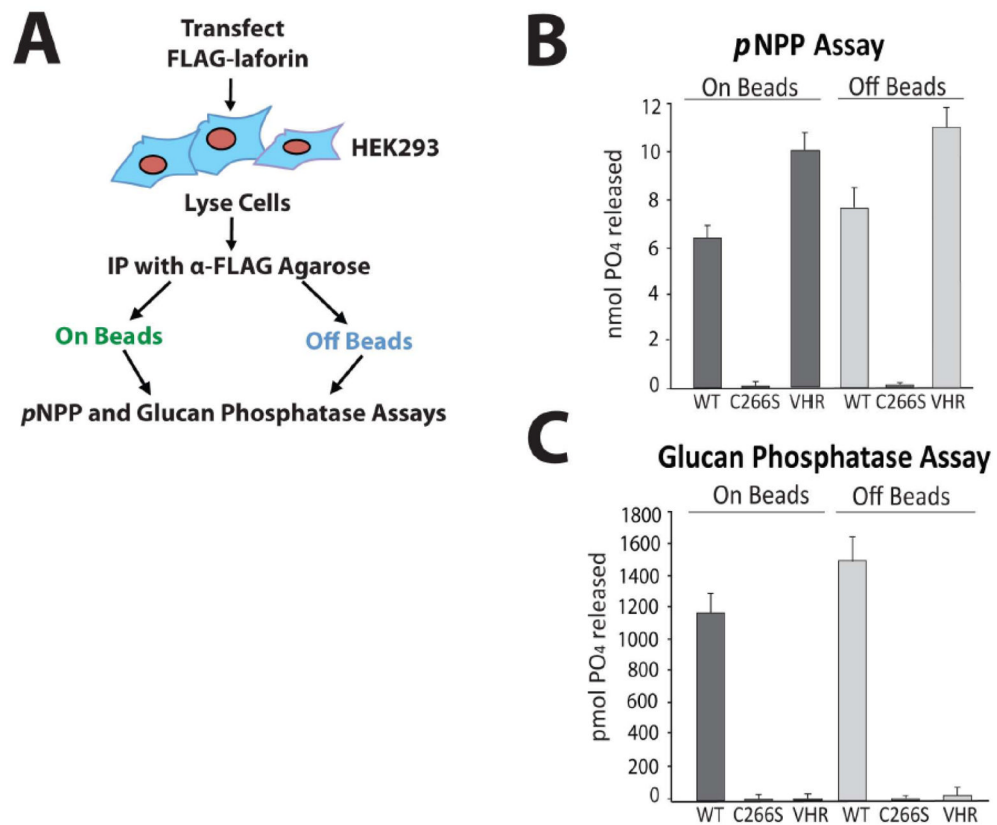 A
Transfect
FLAG-laforin
HEK293
Lyse Cells
IP with α-FLAG Agarose
On Beads
Off Beads
pNPP and Glucan Phosphatase Assays
B
pNPP Assay
On Beads
Off Beads
nmol PO4 released
12
10
8
6
4
2
0
WT C266S VHR WT C266S VHR
C
Glucan Phosphatase Assay
On Beads
Off Beads
pmol PO4 released
1800
1600
1400
1200
1000
800
600
400
200
0
WT C266S VHR WT C266S VHR